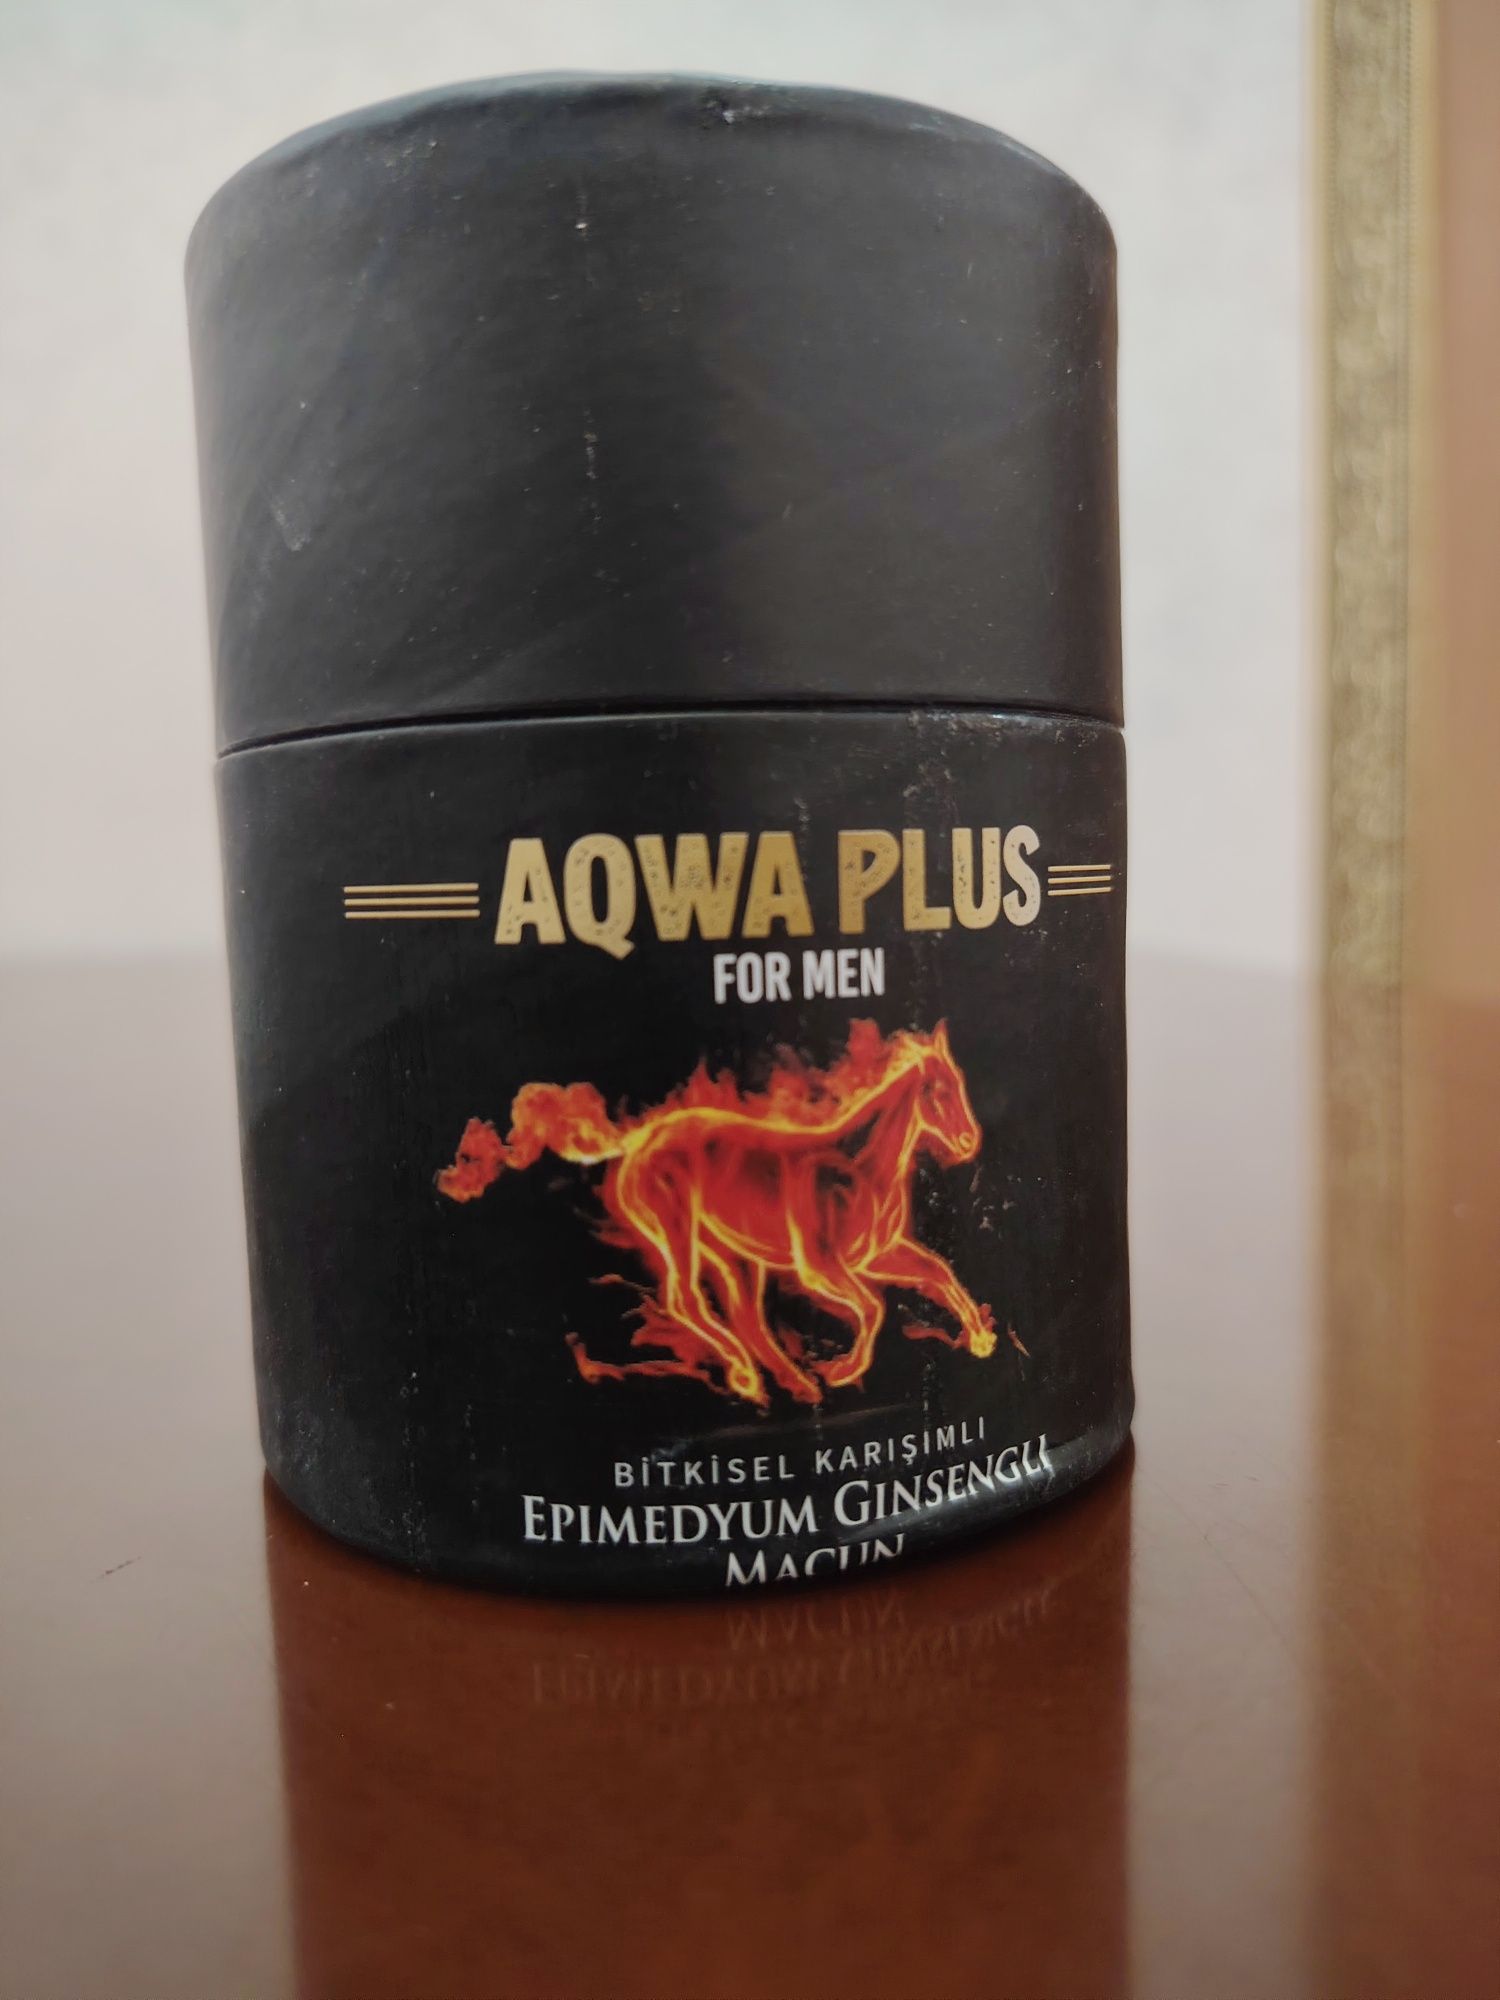 AQWA PLUS
FOR MEN
BİTKİSEL KARIŞIMLI
EPIMEDYUM GINSENGLI
MACUN